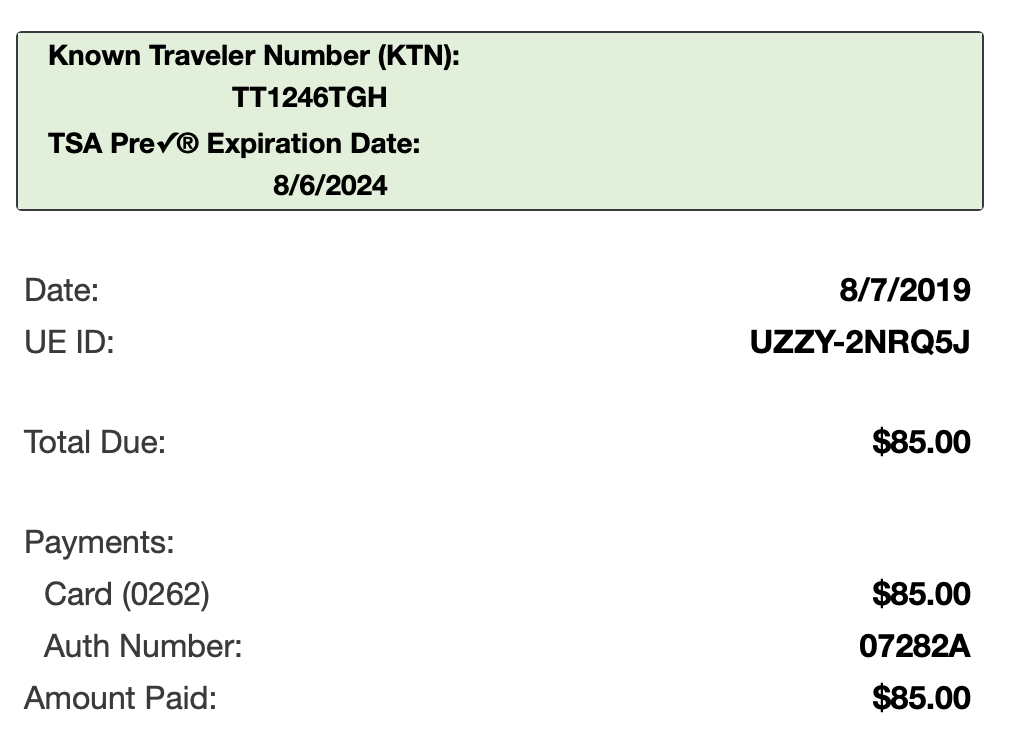 Known Traveler Number (KTN):
TT1246TGH
TSA Pre✓® Expiration Date:
8/6/2024
Date: 8/7/2019
UE ID: UZZY-2NRQ5J
Total Due: $85.00
Payments:
Card (0262) $85.00
Auth Number: 07282A
Amount Paid: $85.00